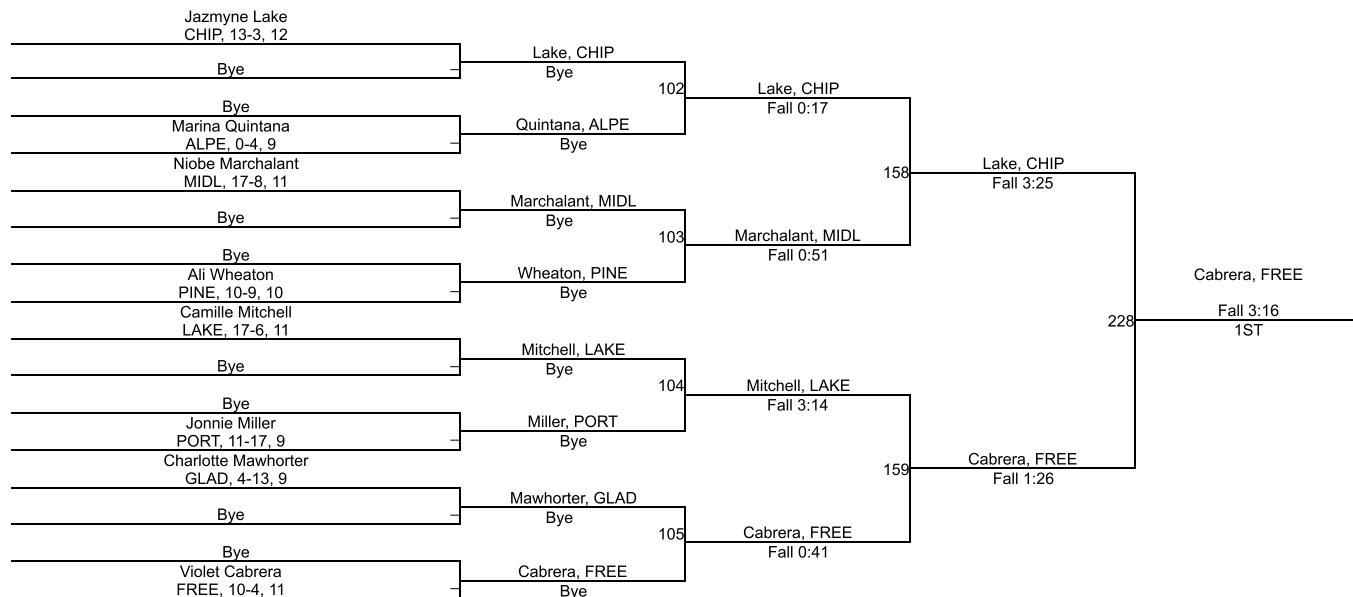 Jazmyne Lake
CHIP, 13-3, 12
Bye
Bye
Marina Quintana
ALPE, 0-4, 9
Niobe Marchalant
MIDL, 17-8, 11
Bye
Bye
Ali Wheaton
PINE, 10-9, 10
Camille Mitchell
LAKE, 17-6, 11
Bye
Bye
Jonnie Miller
PORT, 11-17, 9
Charlotte Mawhorter
GLAD, 4-13, 9
Bye
Bye
Violet Cabrera
FREE, 10-4, 11
Lake, CHIP
Bye
102
Quintana, ALPE
Bye
Marchalant, MIDL
Bye
103
Wheaton, PINE
Bye
Mitchell, LAKE
Bye
104
Miller, PORT
Bye
Mawhorter, GLAD
Bye
105
Cabrera, FREE
Bye
Lake, CHIP
Fall 0:17
158
Marchalant, MIDL
Fall 0:51
Mitchell, LAKE
Fall 3:14
159
Cabrera, FREE
Fall 0:41
Lake, CHIP
Fall 3:25
228
Cabrera, FREE
Fall 1:26
Cabrera, FREE
Fall 3:16
1ST